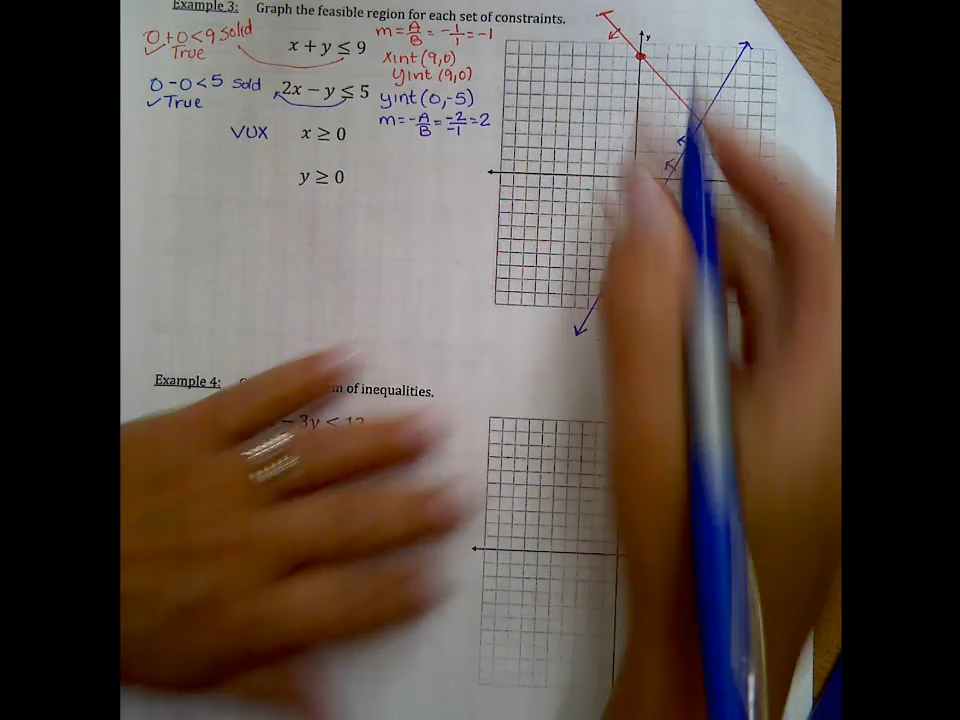 Example 3: Graph the feasible region for each set of constraints.
0+0<9 Solid
✓ True
x + y ≤ 9
m = A/B = -1/1 = -1
xint (9,0)
yint (9,0)
0-0<5 Solid
✓ True
2x − y ≤ 5
yint (0,-5)
m = -A/B = -2/-1 = 2
VUX
x ≥ 0
y ≥ 0
y
Example 4: of inequalities.
− 3y < 12